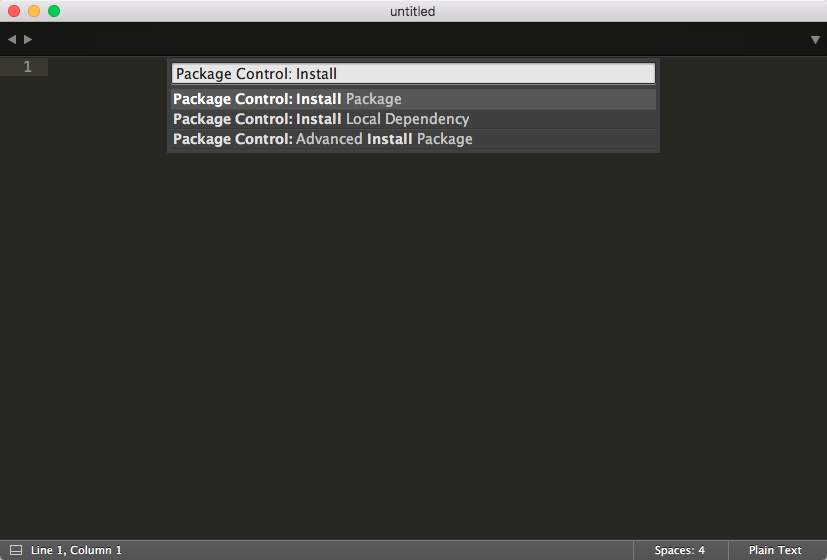 untitled
1
Package Control: Install
Package Control: Install Package
Package Control: Install Local Dependency
Package Control: Advanced Install Package
Line 1, Column 1
Spaces: 4
Plain Text